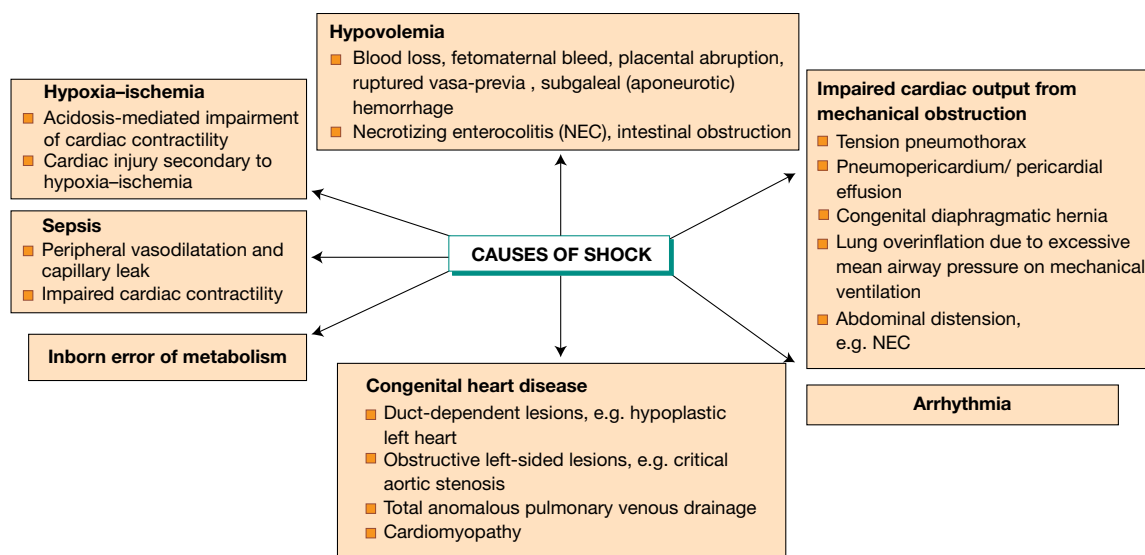 Hypovolemia
Blood loss, fetomaternal bleed, placental abruption,
ruptured vasa-previa , subgaleal (aponeurotic)
hemorrhage
Necrotizing enterocolitis (NEC), intestinal obstruction
Hypoxia–ischemia
Acidosis-mediated impairment
of cardiac contractility
Cardiac injury secondary to
hypoxia–ischemia
Impaired cardiac output from
mechanical obstruction
Tension pneumothorax
Pneumopericardium/ pericardial
effusion
Congenital diaphragmatic hernia
Lung overinflation due to excessive
mean airway pressure on mechanical
ventilation
Abdominal distension,
e.g. NEC
Sepsis
Peripheral vasodilatation and
capillary leak
Impaired cardiac contractility
CAUSES OF SHOCK
Inborn error of metabolism
Congenital heart disease
Duct-dependent lesions, e.g. hypoplastic
left heart
Obstructive left-sided lesions, e.g. critical
aortic stenosis
Total anomalous pulmonary venous drainage
Cardiomyopathy
Arrhythmia